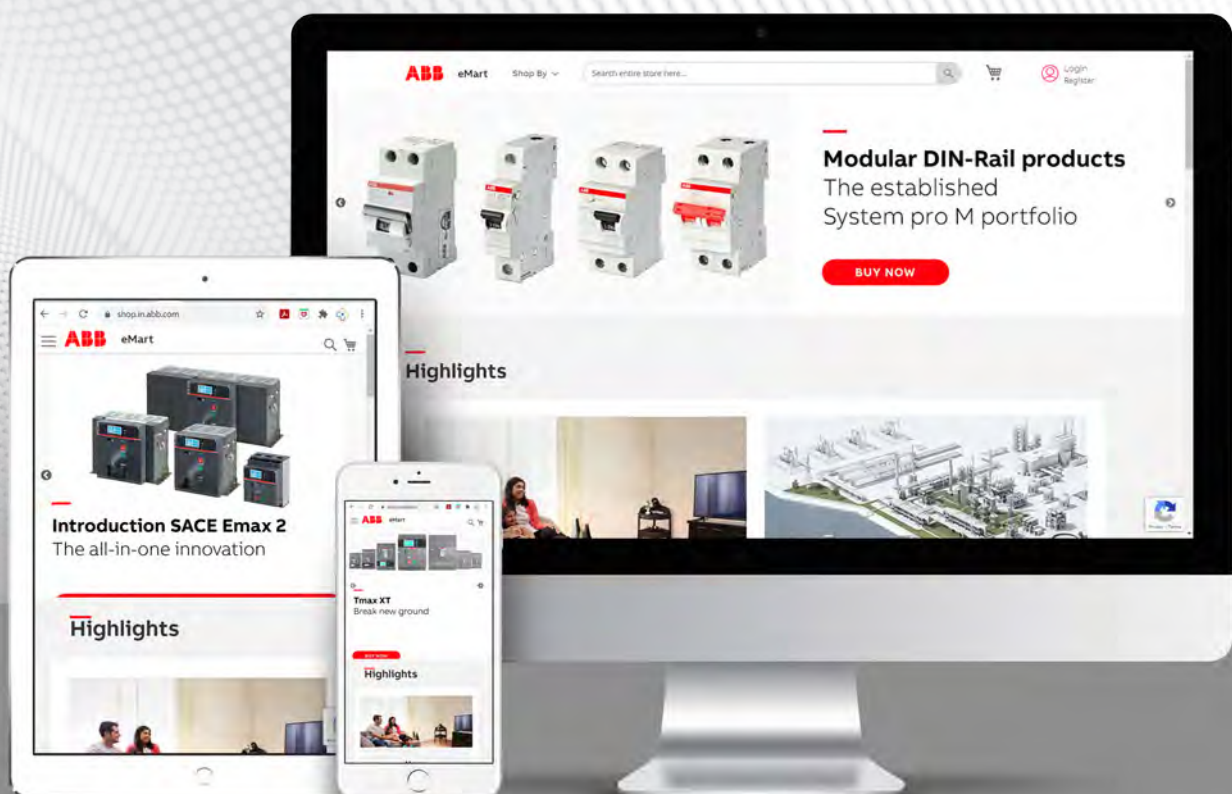 ABB eMart Shop By Search entire store here... Login
Register
Modular DIN-Rail products
The established
System pro M portfolio
BUY NOW
Highlights
Privacy - Terms
shop.in.abb.com
ABB eMart
Introduction SACE Emax 2
The all-in-one innovation
Highlights
ABB eMart
Tmax XT
Break new ground
BUY NOW
Highlights